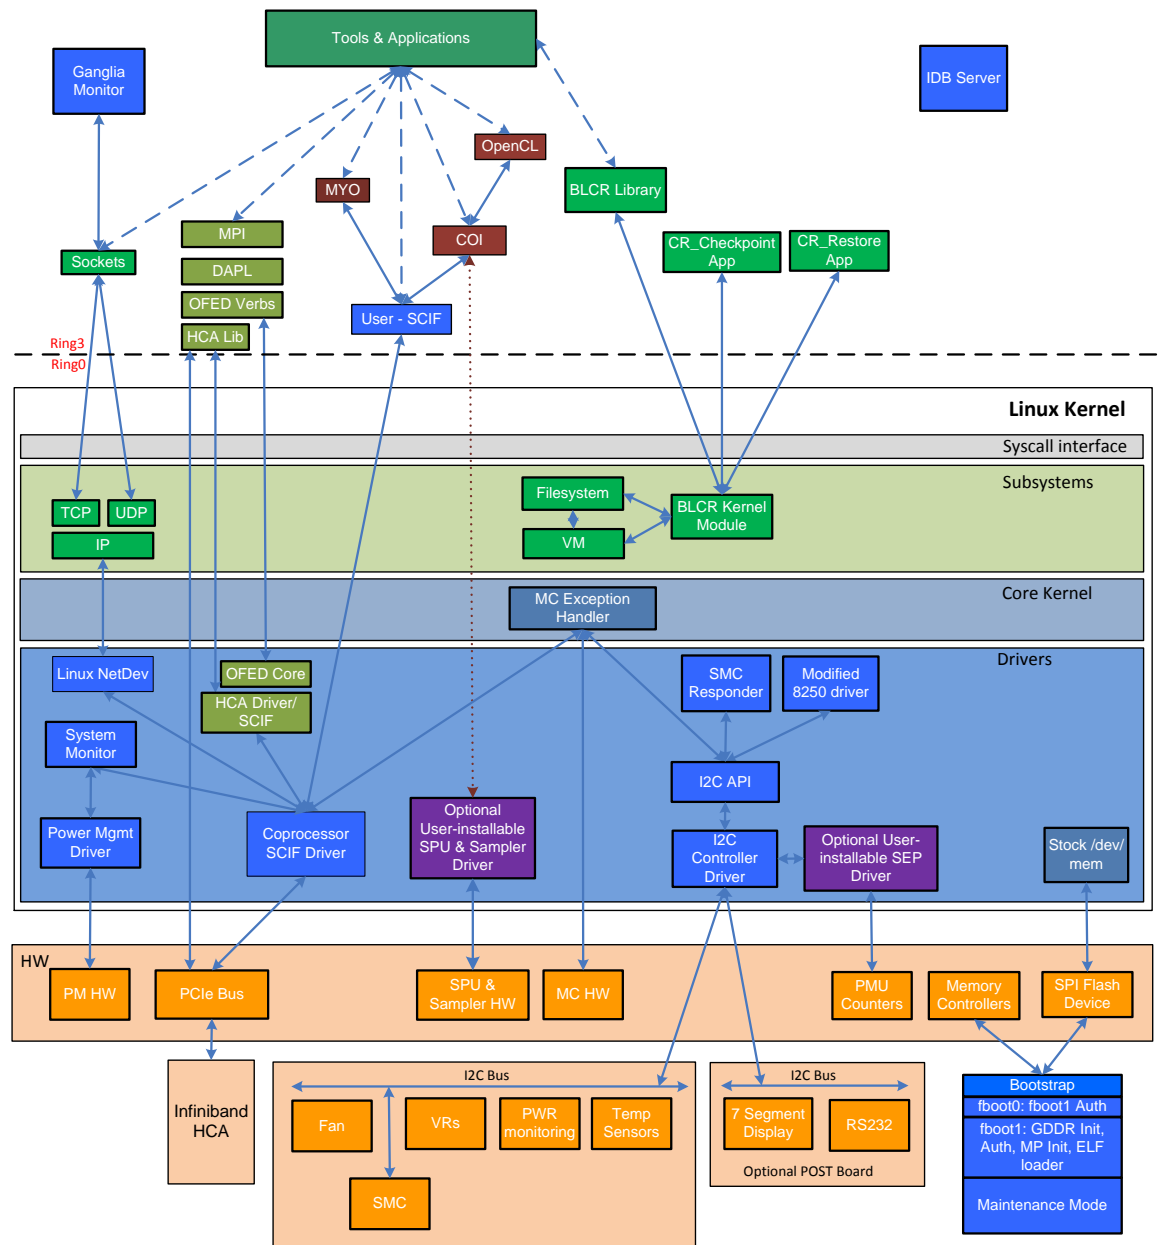 Tools & Applications
Ganglia
Monitor
IDB Server
OpenCL
MYO
BLCR Library
MPI
COI
CR_Checkpoint
App
CR_Restore
App
Sockets
DAPL
OFED Verbs
User - SCIF
HCA Lib
Ring3
Ring0
Linux Kernel
Syscall interface
Subsystems
Filesystem
TCP
UDP
BLCR Kernel
Module
IP
VM
Core Kernel
MC Exception
Handler
Drivers
Linux NetDev
OFED Core
SMC
Responder
Modified
8250 driver
HCA Driver/
SCIF
System
Monitor
I2C API
Power Mgmt
Driver
Coprocessor
SCIF Driver
Optional
User-installable
SPU & Sampler
Driver
I2C
Controller
Driver
Optional User-
installable SEP
Driver
Stock /dev/
mem
HW
PM HW
PCIe Bus
SPU &
Sampler HW
MC HW
PMU
Counters
Memory
Controllers
SPI Flash
Device
Infiniband
HCA
I2C Bus
Fan
VRs
PWR
monitoring
Temp
Sensors
SMC
I2C Bus
7 Segment
Display
RS232
Optional POST Board
Bootstrap
fboot0: fboot1 Auth
fboot1: GDDR Init,
Auth, MP Init, ELF
loader
Maintenance Mode